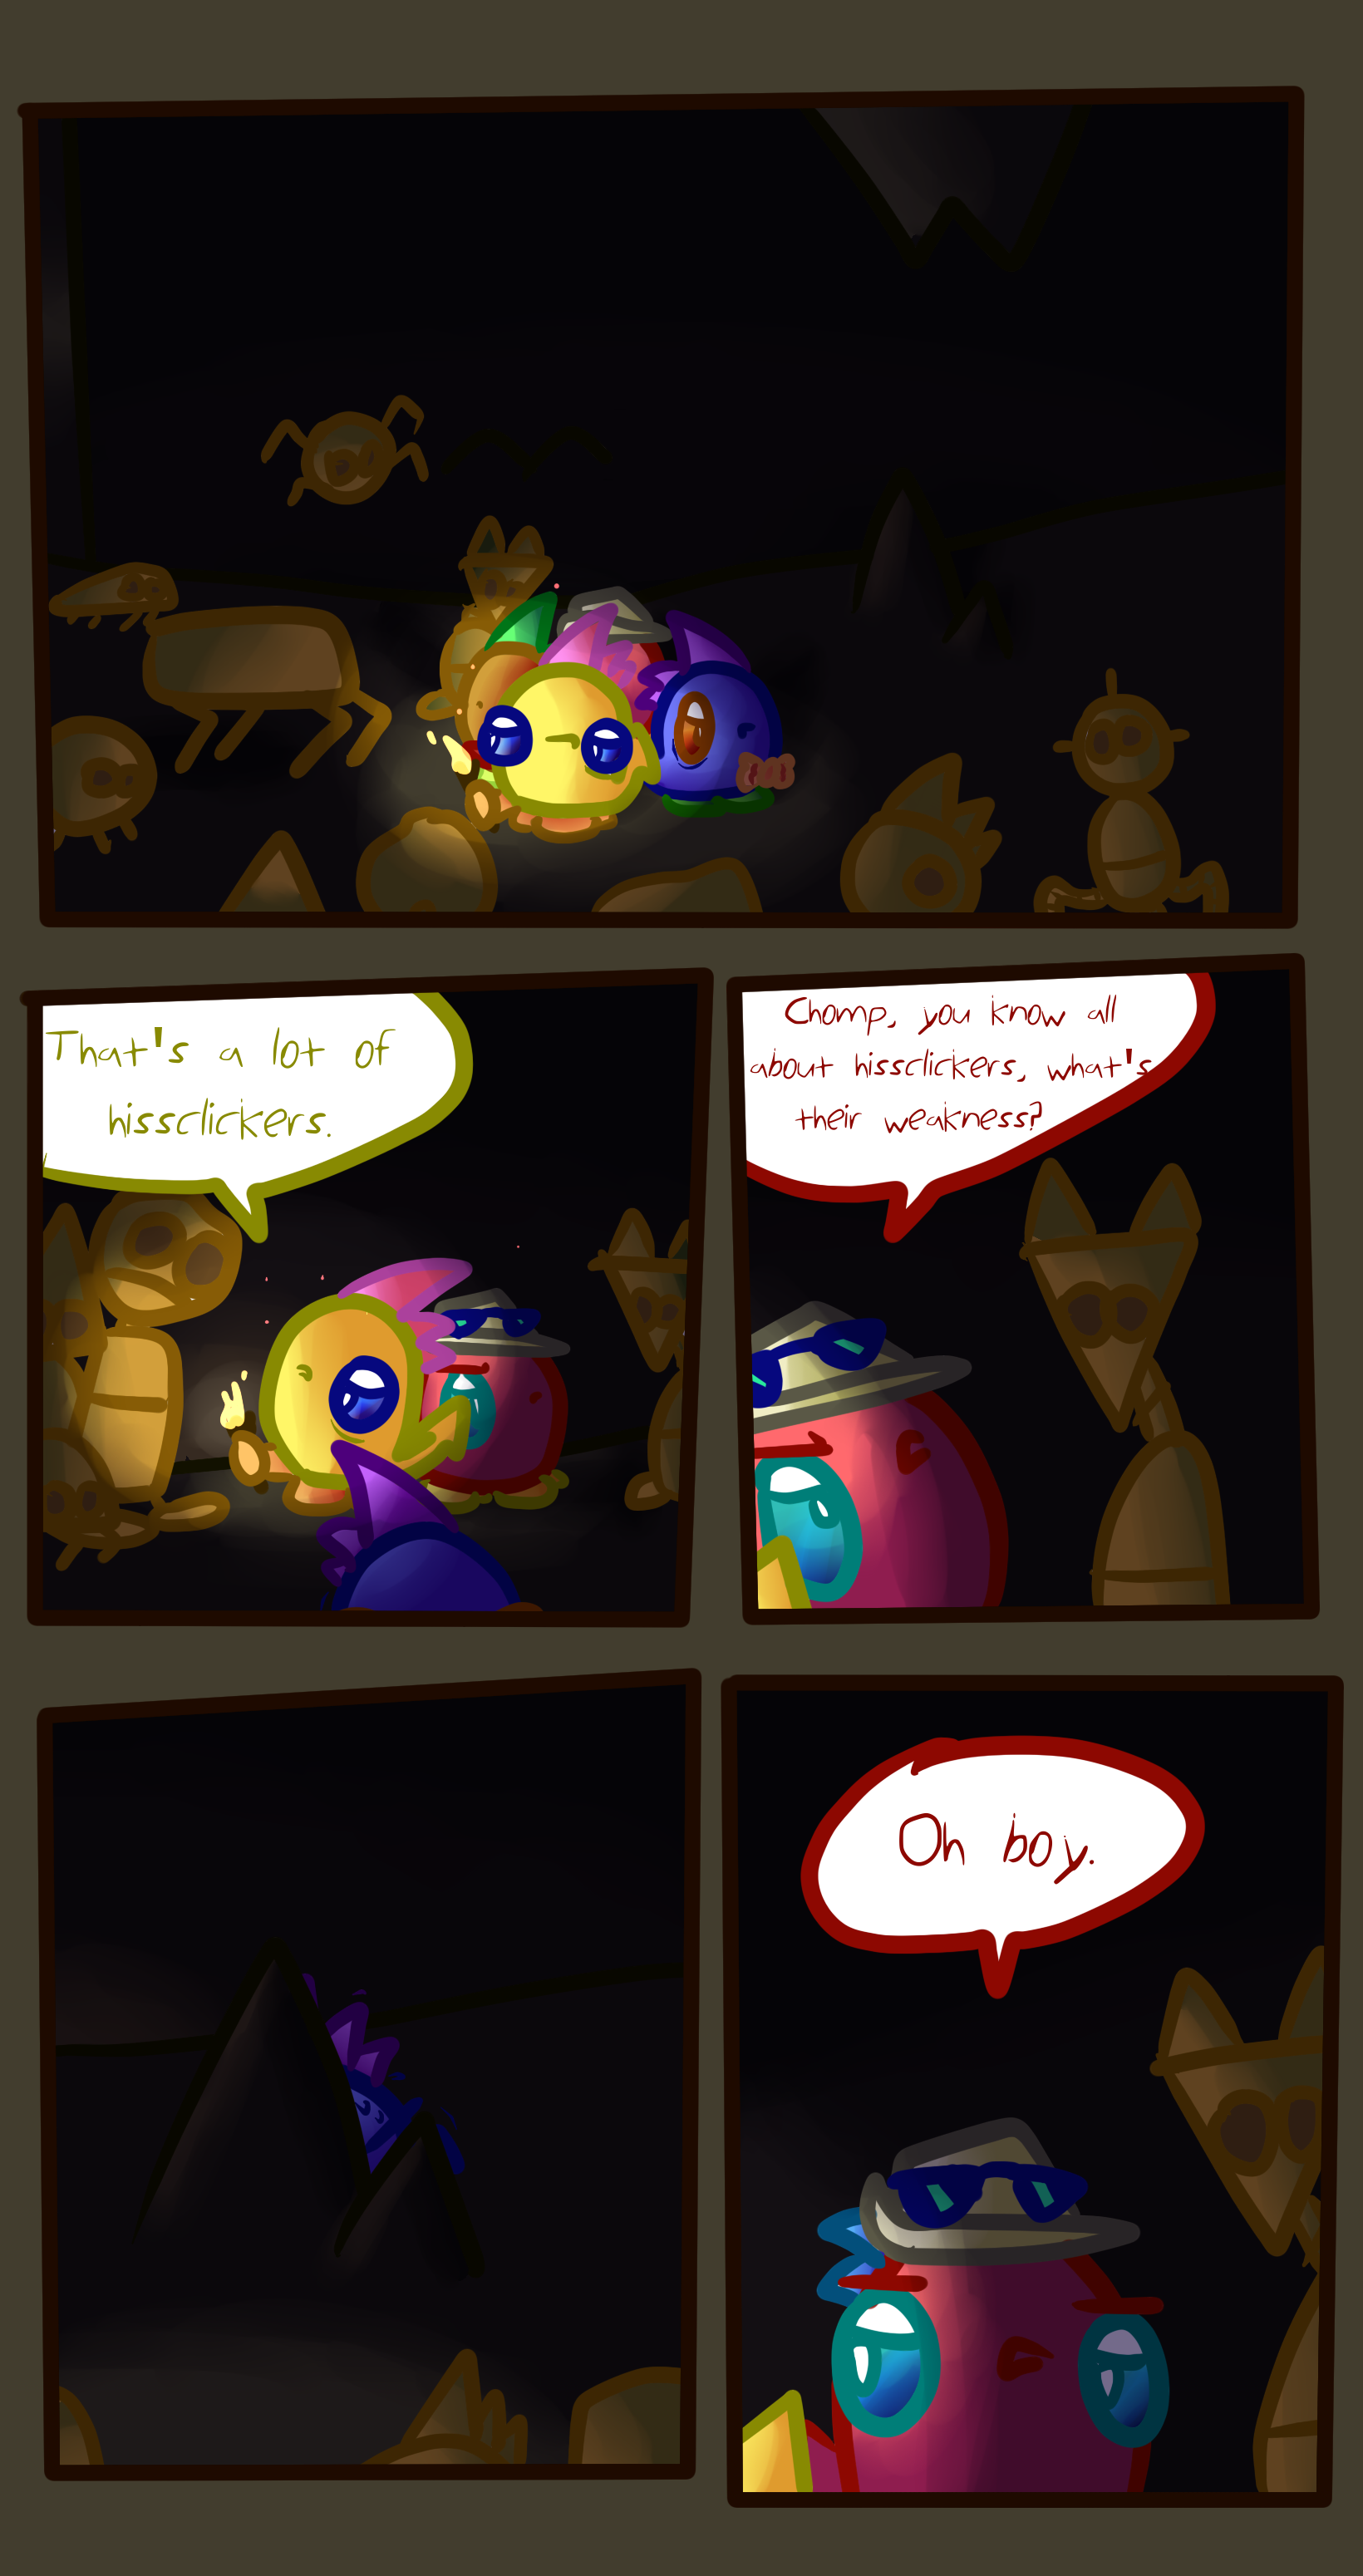 That's a lot of
hissclickers.
Chomp, you know all
about hissclickers, what's
their weakness?
Oh boy.